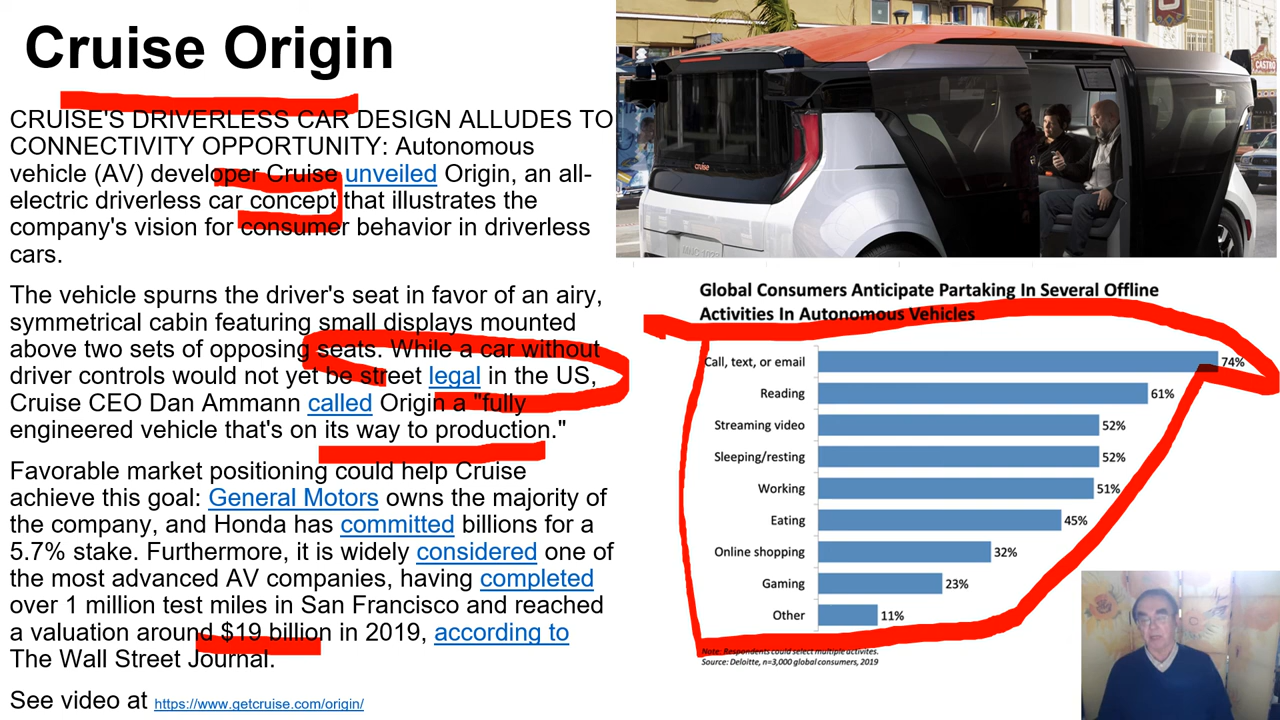 Cruise Origin
CRUISE'S DRIVERLESS CAR DESIGN ALLUDES TO
CONNECTIVITY OPPORTUNITY: Autonomous
vehicle (AV) developer Cruise unveiled Origin, an all-
electric driverless car concept that illustrates the
company's vision for consumer behavior in driverless
cars.
The vehicle spurns the driver's seat in favor of an airy,
symmetrical cabin featuring small displays mounted
above two sets of opposing seats. While a car without
driver controls would not yet be street legal in the US,
Cruise CEO Dan Ammann called Origin a "fully
engineered vehicle that's on its way to production."
Favorable market positioning could help Cruise
achieve this goal: General Motors owns the majority of
the company, and Honda has committed billions for a
5.7% stake. Furthermore, it is widely considered one of
the most advanced AV companies, having completed
over 1 million test miles in San Francisco and reached
a valuation around $19 billion in 2019, according to
The Wall Street Journal.
See video at https://www.getcruise.com/origin/
CASTRO
cruise
Global Consumers Anticipate Partaking In Several Offline
Activities In Autonomous Vehicles
Call, text, or email 74%
Reading 61%
Streaming video 52%
Sleeping/resting 52%
Working 51%
Eating 45%
Online shopping 32%
Gaming 23%
Other 11%
Note: Respondents could select multiple activites.
Source: Deloitte, n=3,000 global consumers, 2019